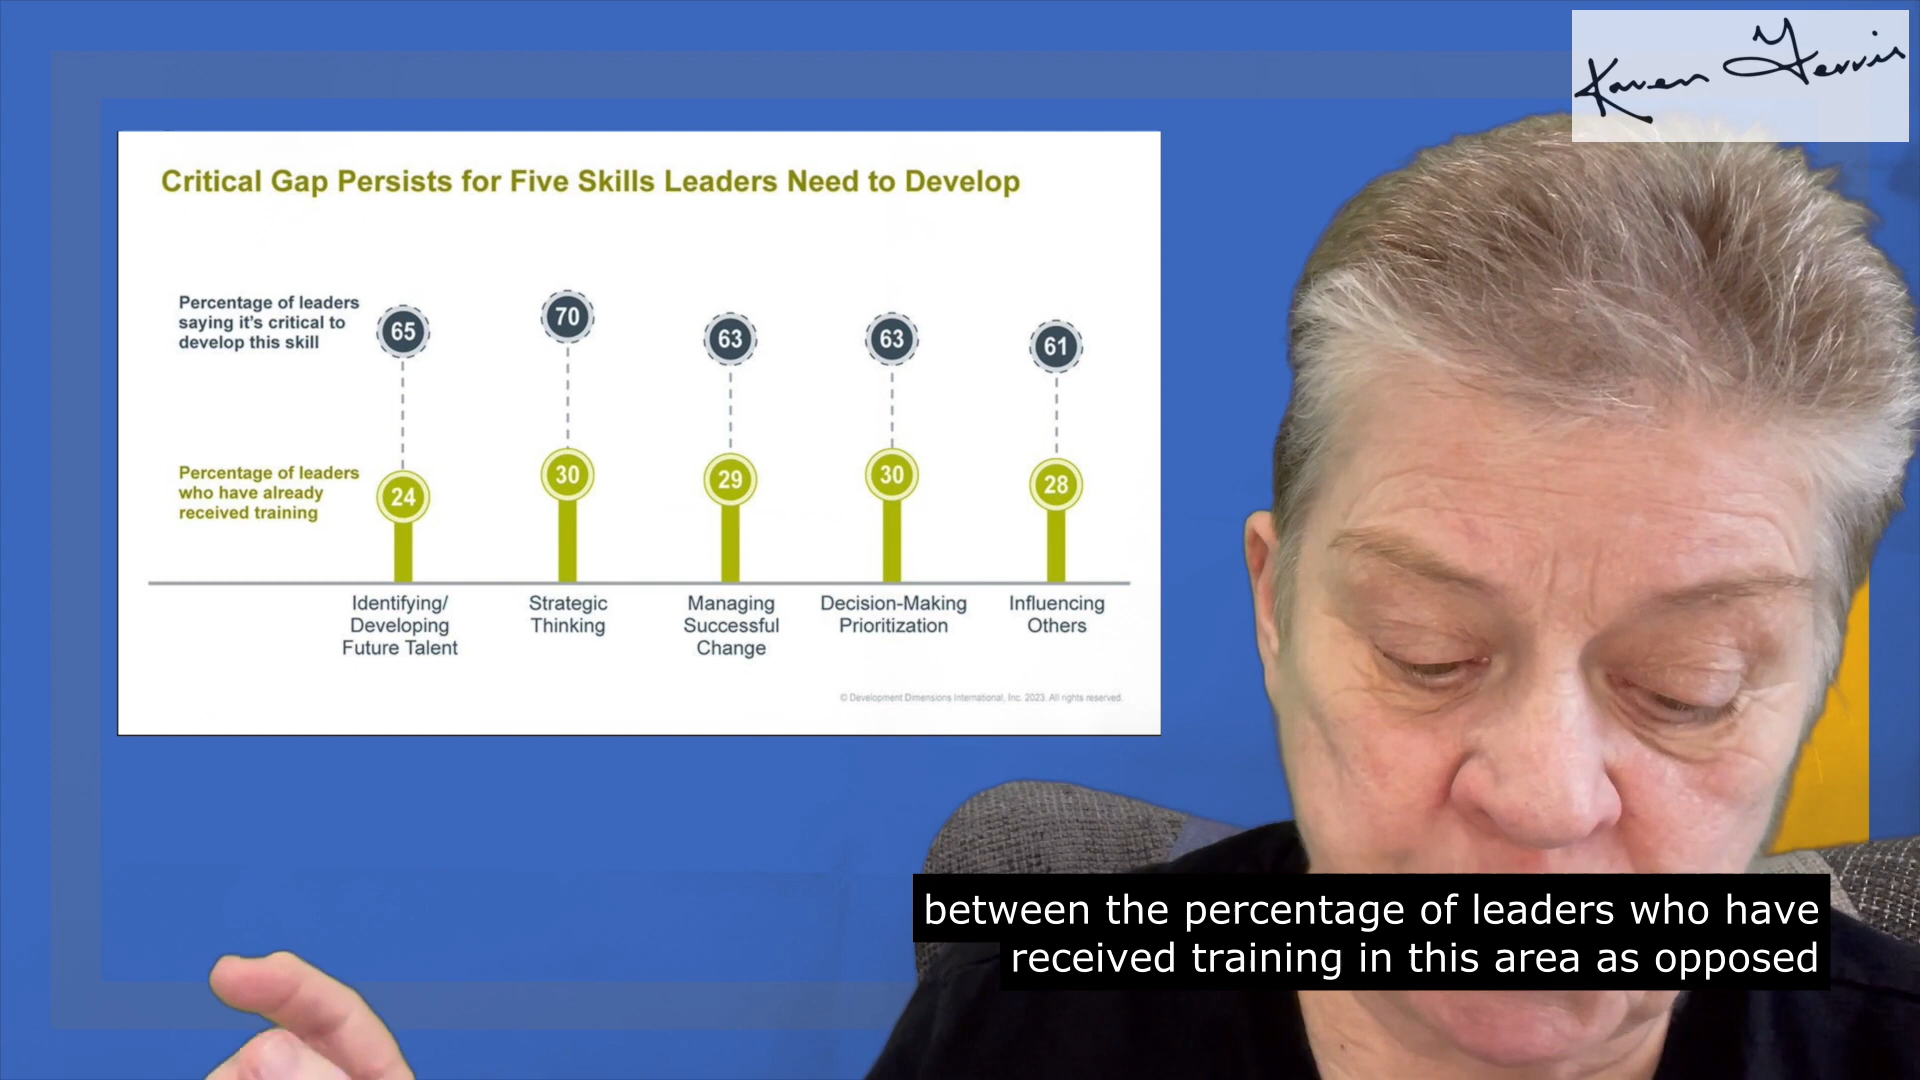 Karen Ferris
Critical Gap Persists for Five Skills Leaders Need to Develop
Percentage of leaders
saying it's critical to
develop this skill
65
70
63
63
61
Percentage of leaders
who have already
received training
24
30
29
30
28
Identifying/
Developing
Future Talent
Strategic
Thinking
Managing
Successful
Change
Decision-Making
Prioritization
Influencing
Others
© Development Dimensions International, Inc. 2023. All rights reserved.
between the percentage of leaders who have
received training in this area as opposed